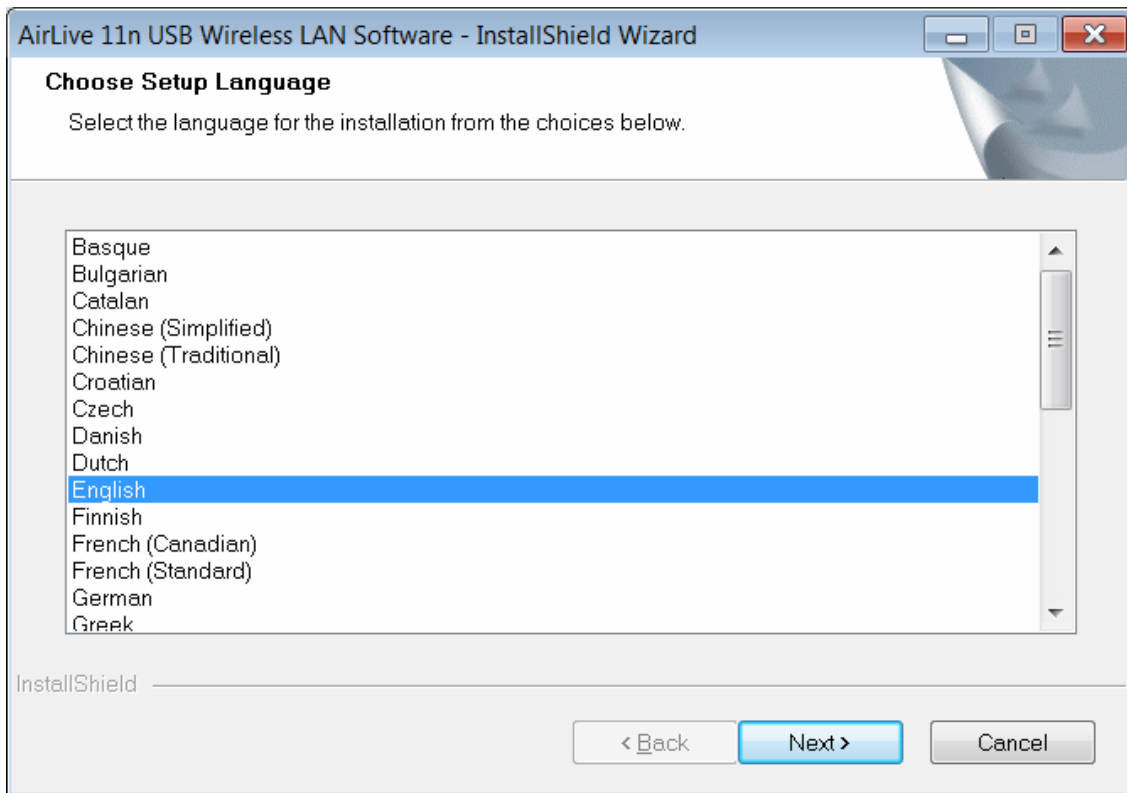 AirLive 11n USB Wireless LAN Software - InstallShield Wizard
Choose Setup Language
Select the language for the installation from the choices below.
Basque
Bulgarian
Catalan
Chinese (Simplified)
Chinese (Traditional)
Croatian
Czech
Danish
Dutch
English
Finnish
French (Canadian)
French (Standard)
German
Greek
InstallShield
< Back Next > Cancel